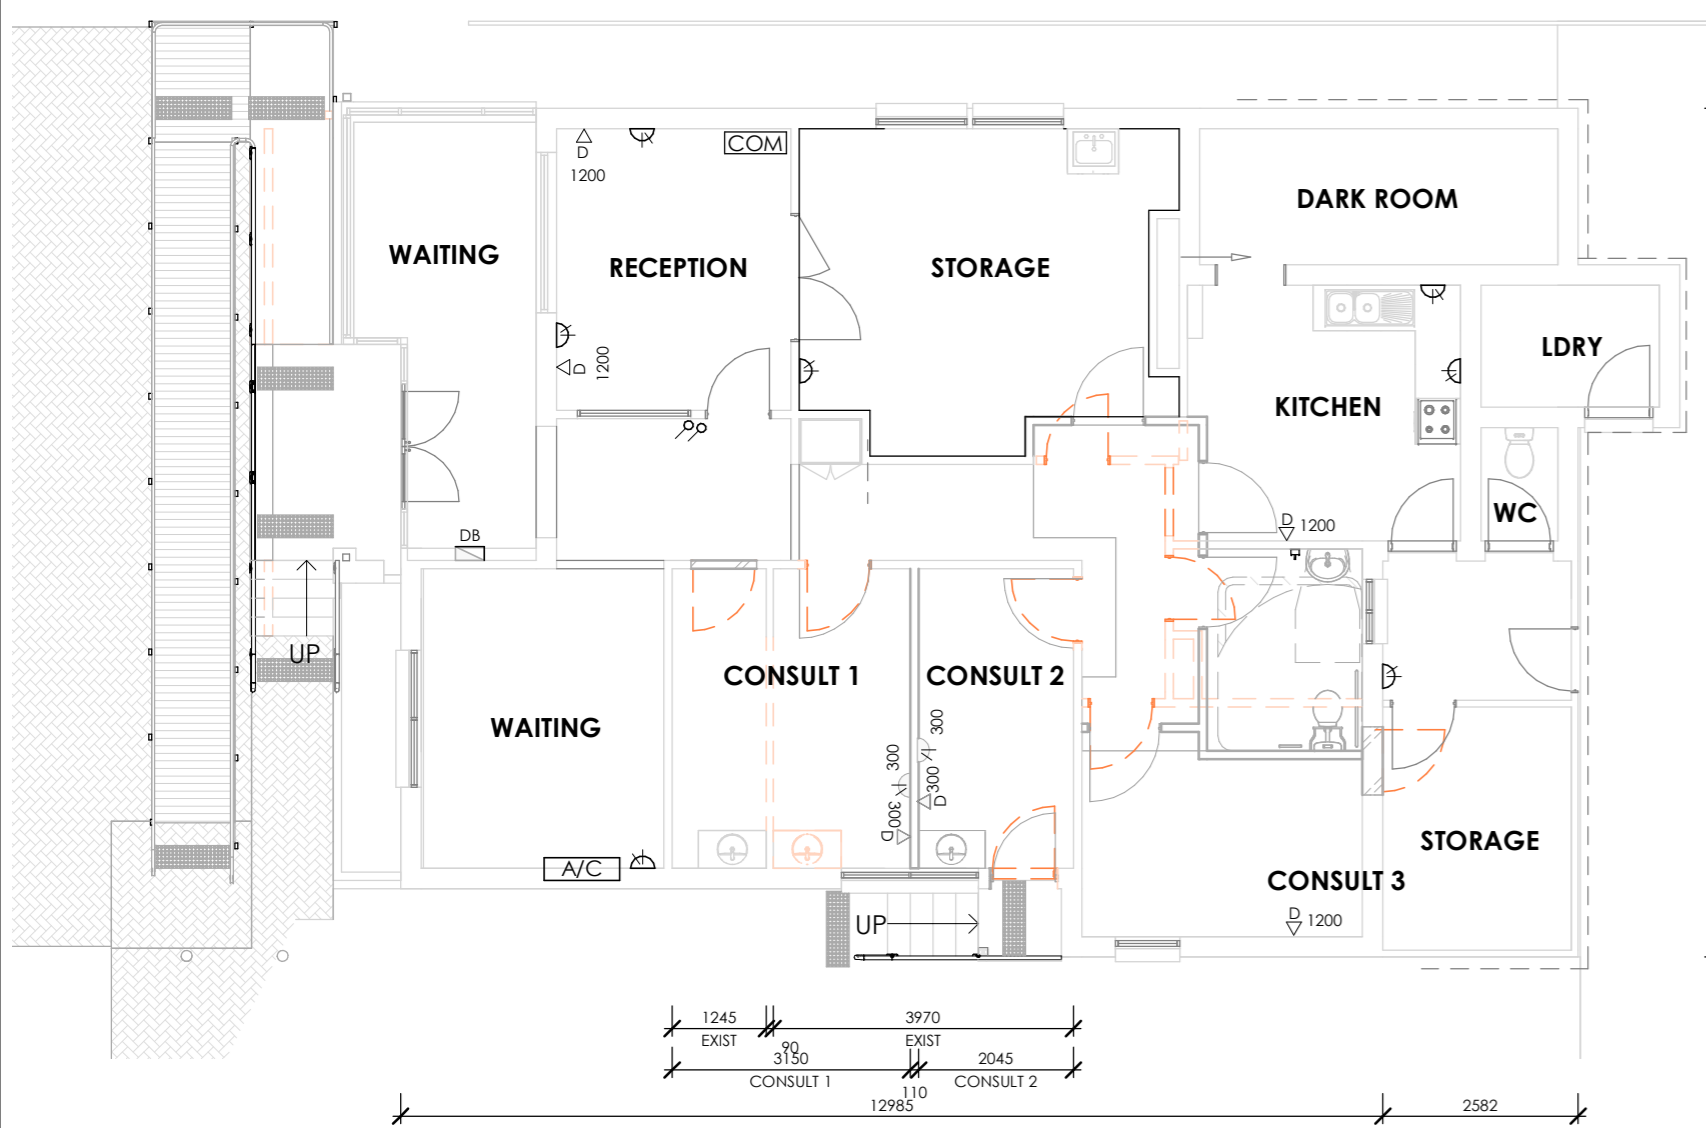 COM
D
1200
DARK ROOM
WAITING
RECEPTION
STORAGE
LDRY
1200
D
KITCHEN
WC
DB
D
1200
UP
CONSULT 1
CONSULT 2
WAITING
300
300
300
300
D
D
STORAGE
A/C
CONSULT 3
D
1200
UP
1245
3970
EXIST
EXIST
90
3150
2045
CONSULT 1
CONSULT 2
110
12985
2582